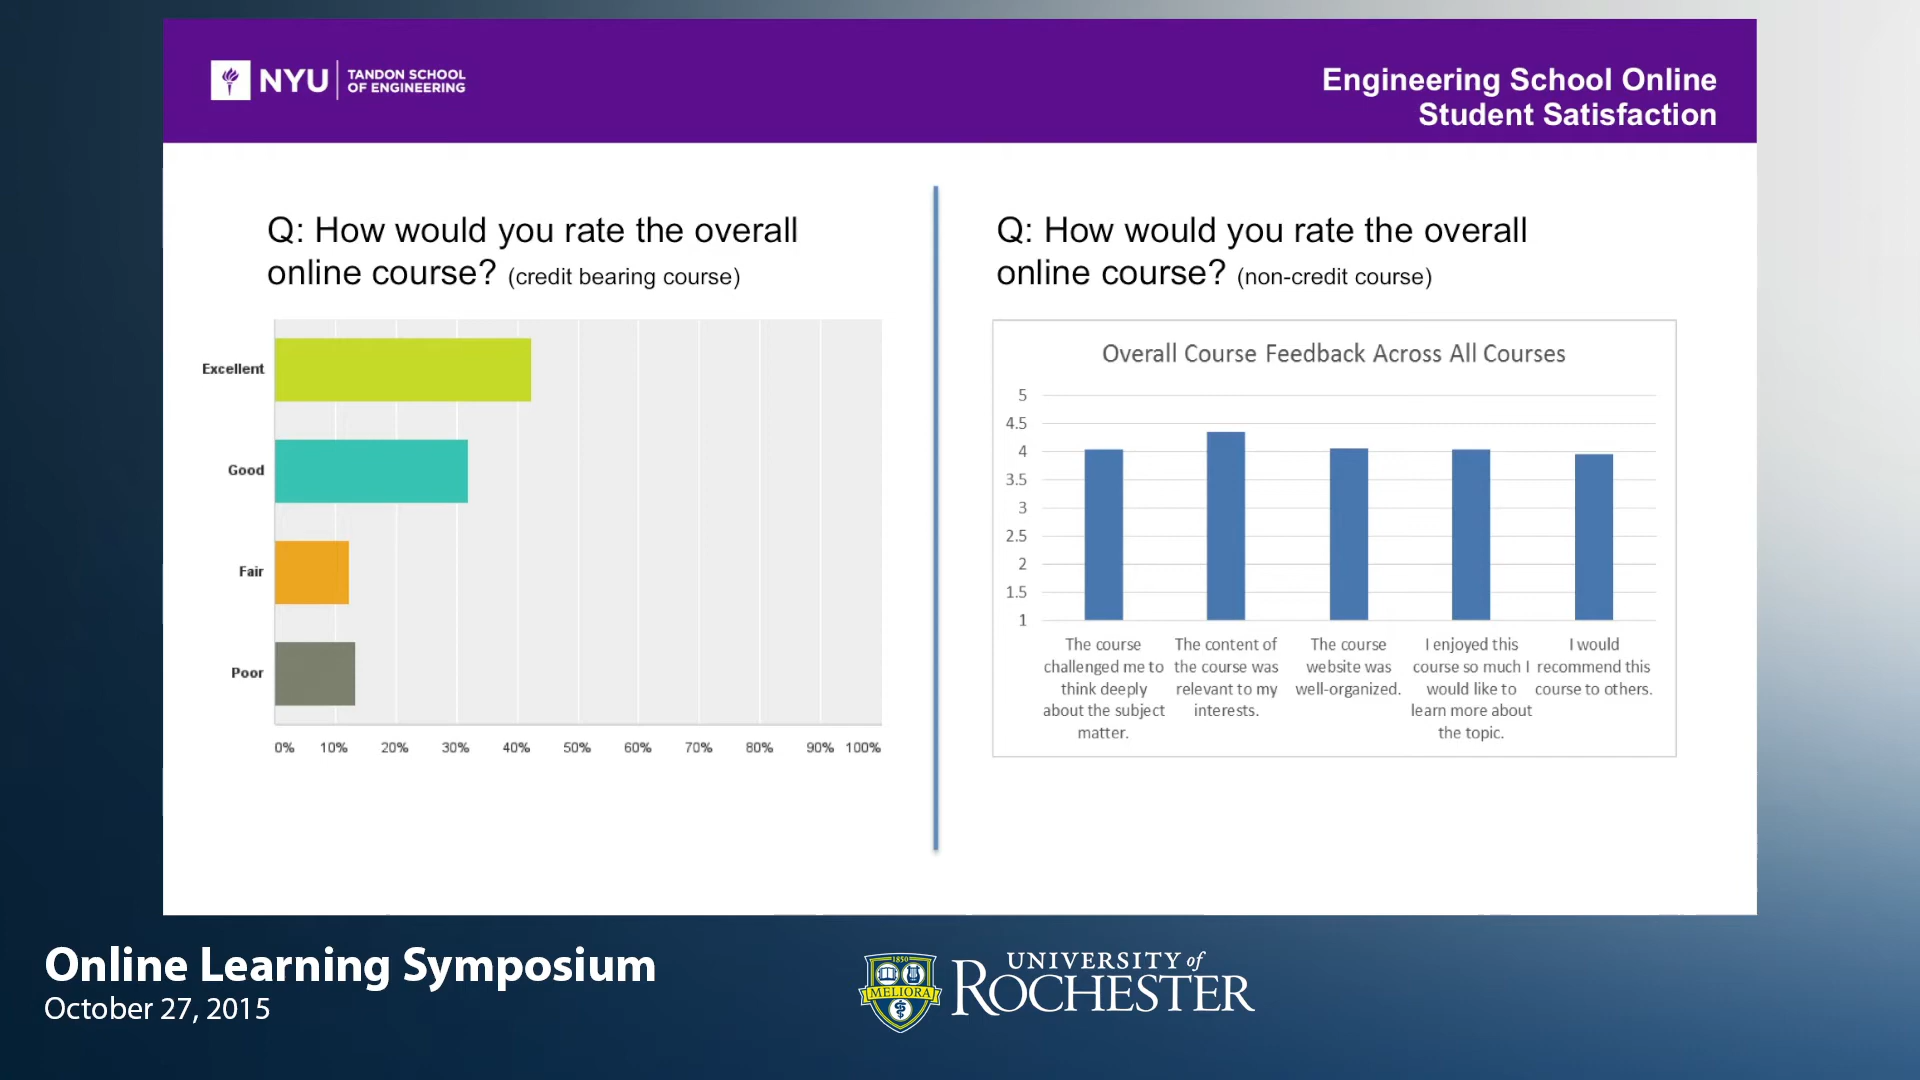 NYU
TANDON SCHOOL
OF ENGINEERING
Engineering School Online
Student Satisfaction
Q: How would you rate the overall
online course? (credit bearing course)
Excellent
Good
Fair
Poor
0% 10% 20% 30% 40% 50% 60% 70% 80% 90% 100%
Q: How would you rate the overall
online course? (non-credit course)
Overall Course Feedback Across All Courses
5
4.5
4
3.5
3
2.5
2
1.5
1
The course
challenged me to
think deeply
about the subject
matter.
The content of
the course was
relevant to my
interests.
The course
website was
well-organized.
I enjoyed this
course so much I
would like to
learn more about
the topic.
I would
recommend this
course to others.
Online Learning Symposium
October 27, 2015
1850
MELIORA
UNIVERSITY of
ROCHESTER